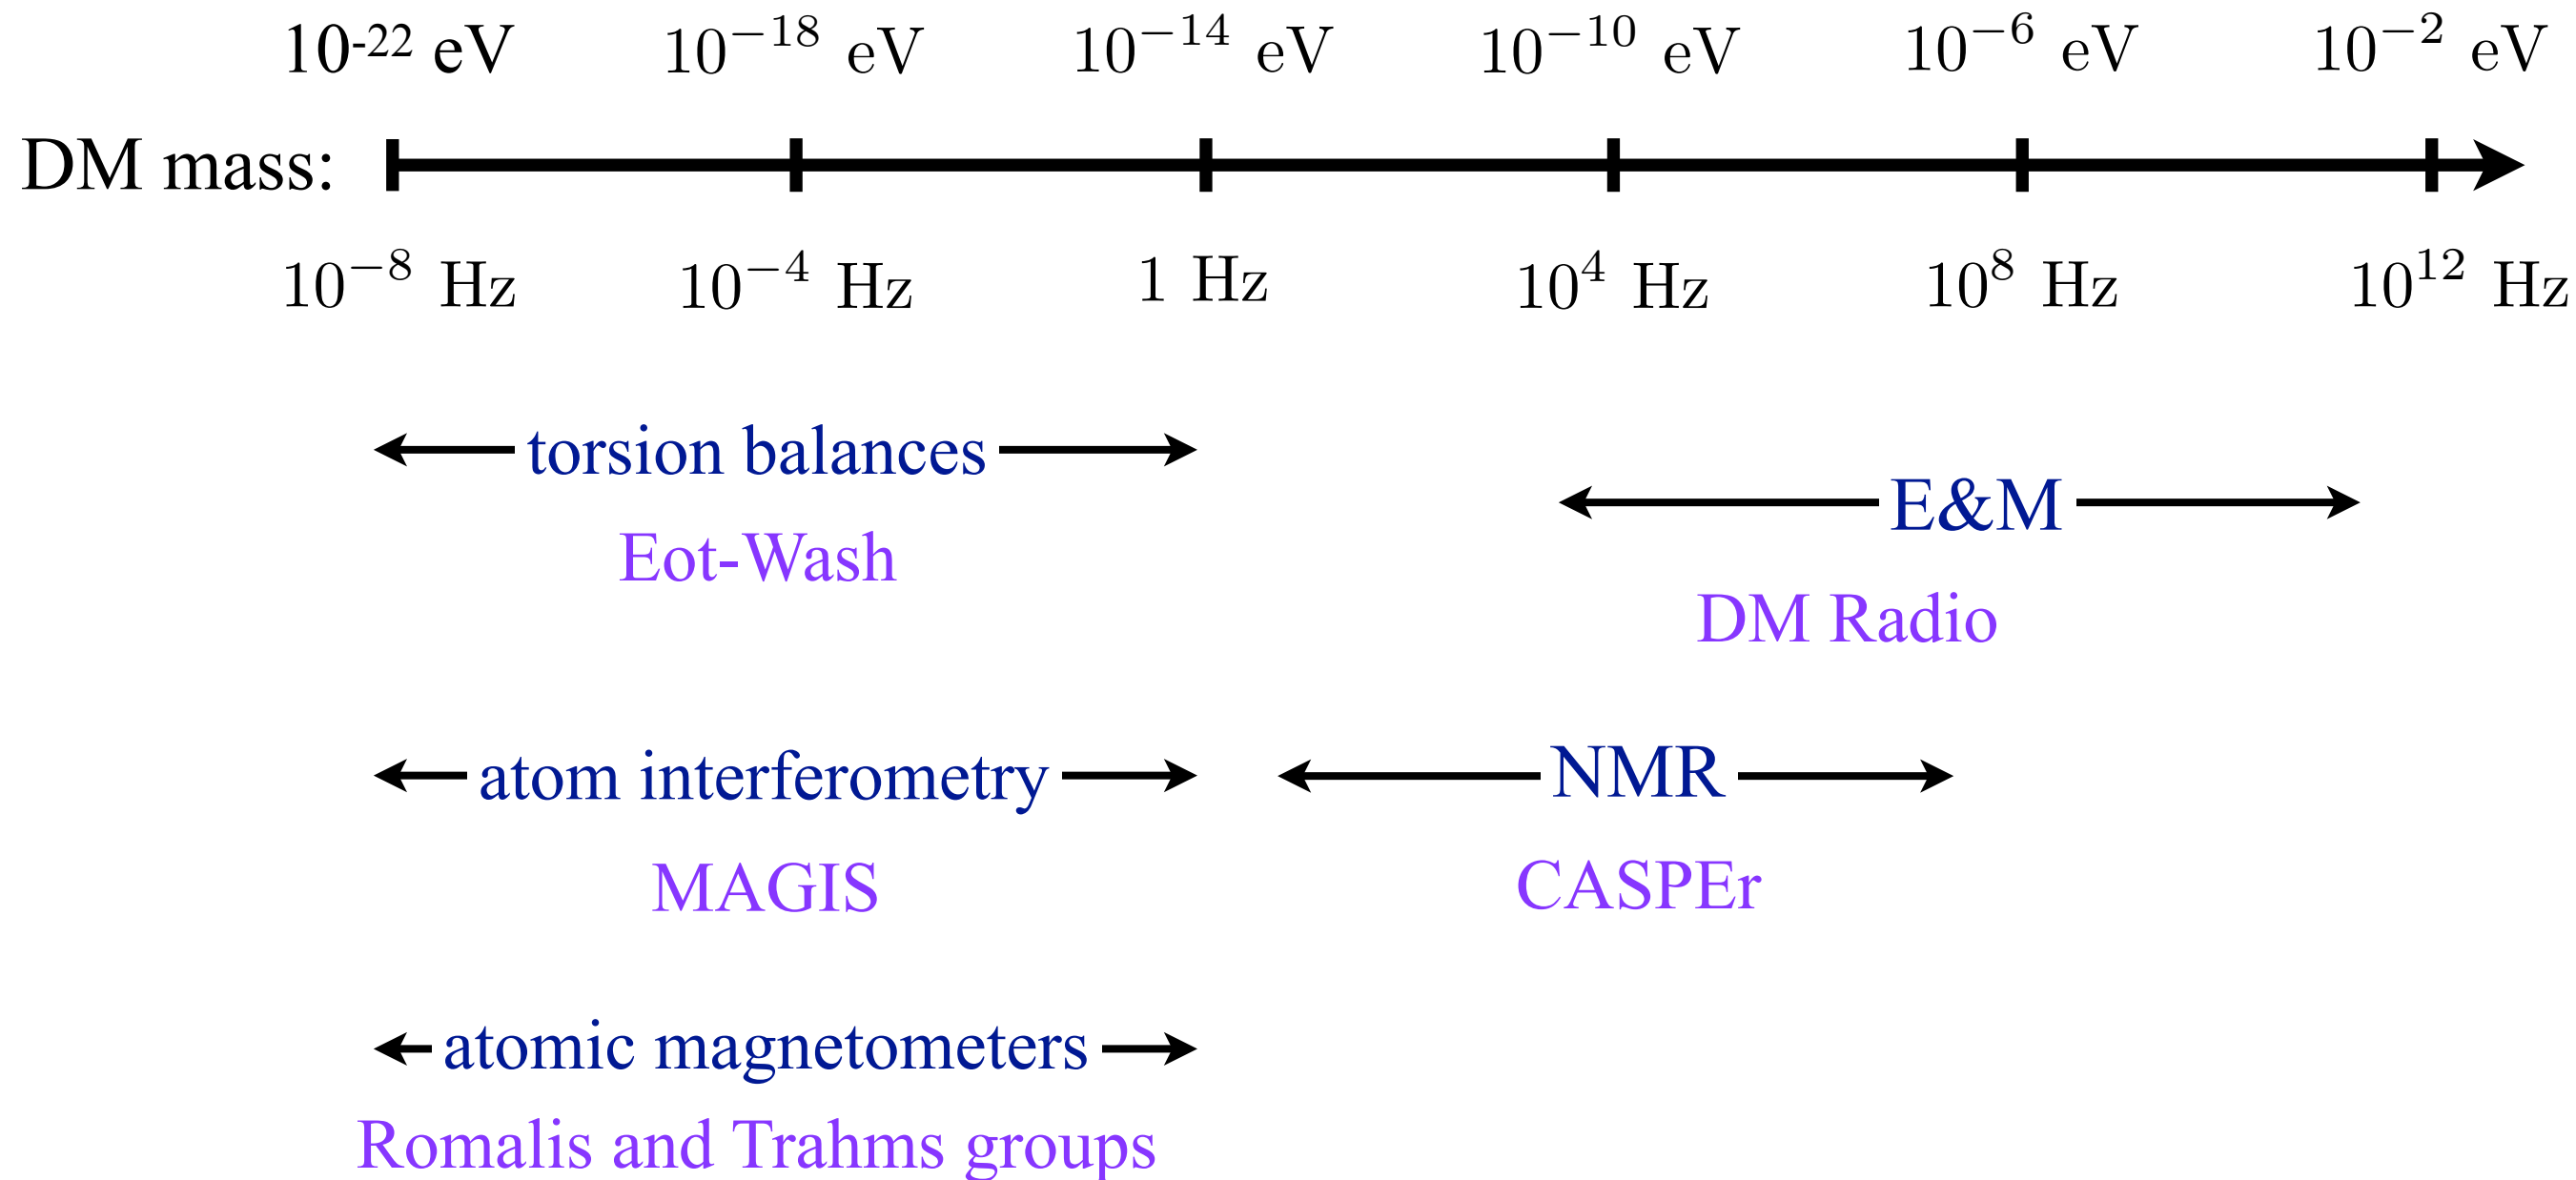 10-22 eV 10−18 eV 10−14 eV 10−10 eV 10−6 eV 10−2 eV
DM mass:
10−8 Hz 10−4 Hz 1 Hz 104 Hz 108 Hz 1012 Hz
torsion balances
Eot-Wash
E&M
DM Radio
atom interferometry
MAGIS
NMR
CASPEr
atomic magnetometers
Romalis and Trahms groups